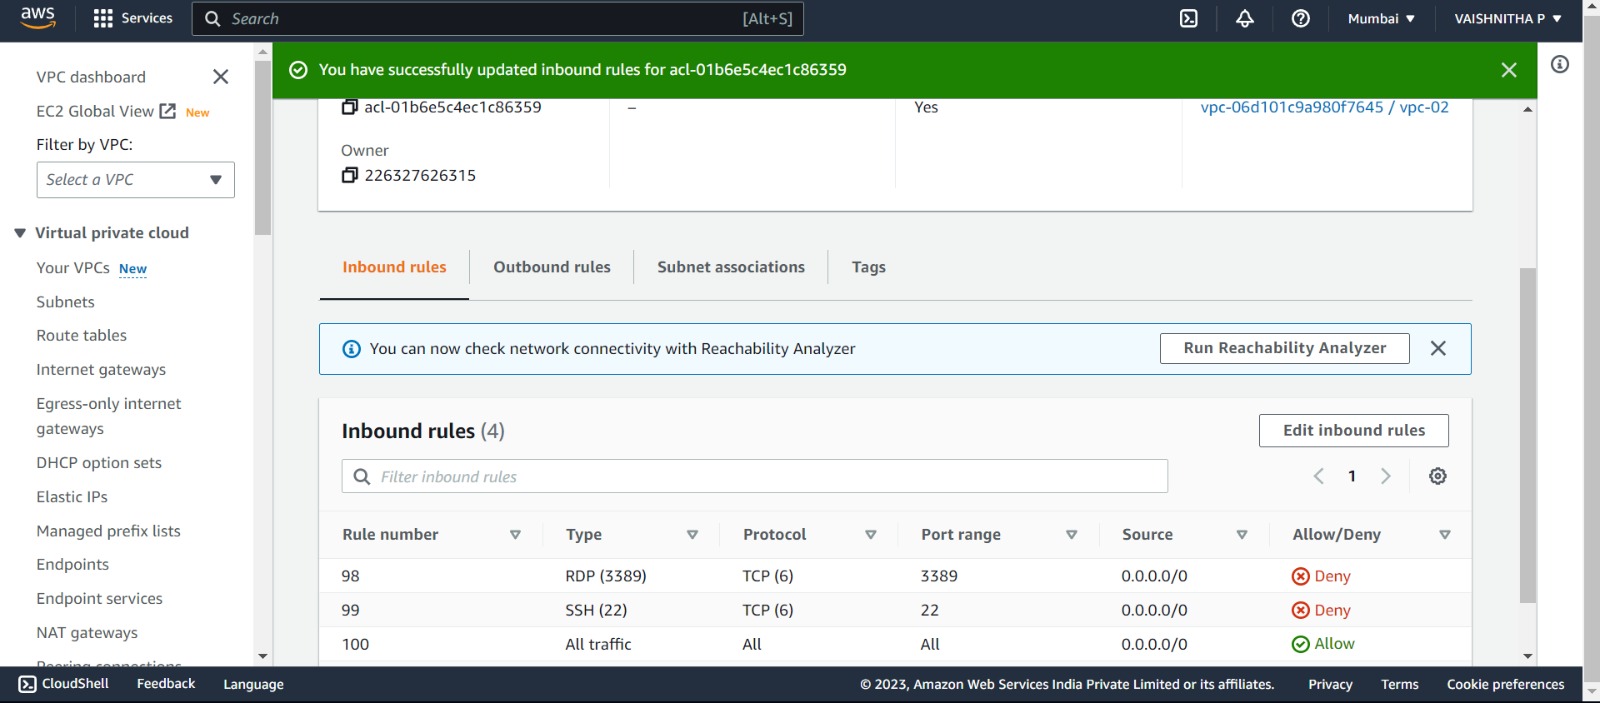 aws
Services
Search
[Alt+S]
Mumbai
VAISHNITHA P
VPC dashboard
EC2 Global View New
Filter by VPC:
Select a VPC
Virtual private cloud
Your VPCs New
Subnets
Route tables
Internet gateways
Egress-only internet
gateways
DHCP option sets
Elastic IPs
Managed prefix lists
Endpoints
Endpoint services
NAT gateways
Peering connections
You have successfully updated inbound rules for acl-01b6e5c4ec1c86359
acl-01b6e5c4ec1c86359 – Yes vpc-06d101c9a980f7645 / vpc-02
Owner
226327626315
Inbound rules Outbound rules Subnet associations Tags
You can now check network connectivity with Reachability Analyzer
Run Reachability Analyzer
Inbound rules (4)
Edit inbound rules
Filter inbound rules
1
Rule number Type Protocol Port range Source Allow/Deny
98 RDP (3389) TCP (6) 3389 0.0.0.0/0 Deny
99 SSH (22) TCP (6) 22 0.0.0.0/0 Deny
100 All traffic All All 0.0.0.0/0 Allow
CloudShell Feedback Language
© 2023, Amazon Web Services India Private Limited or its affiliates. Privacy Terms Cookie preferences